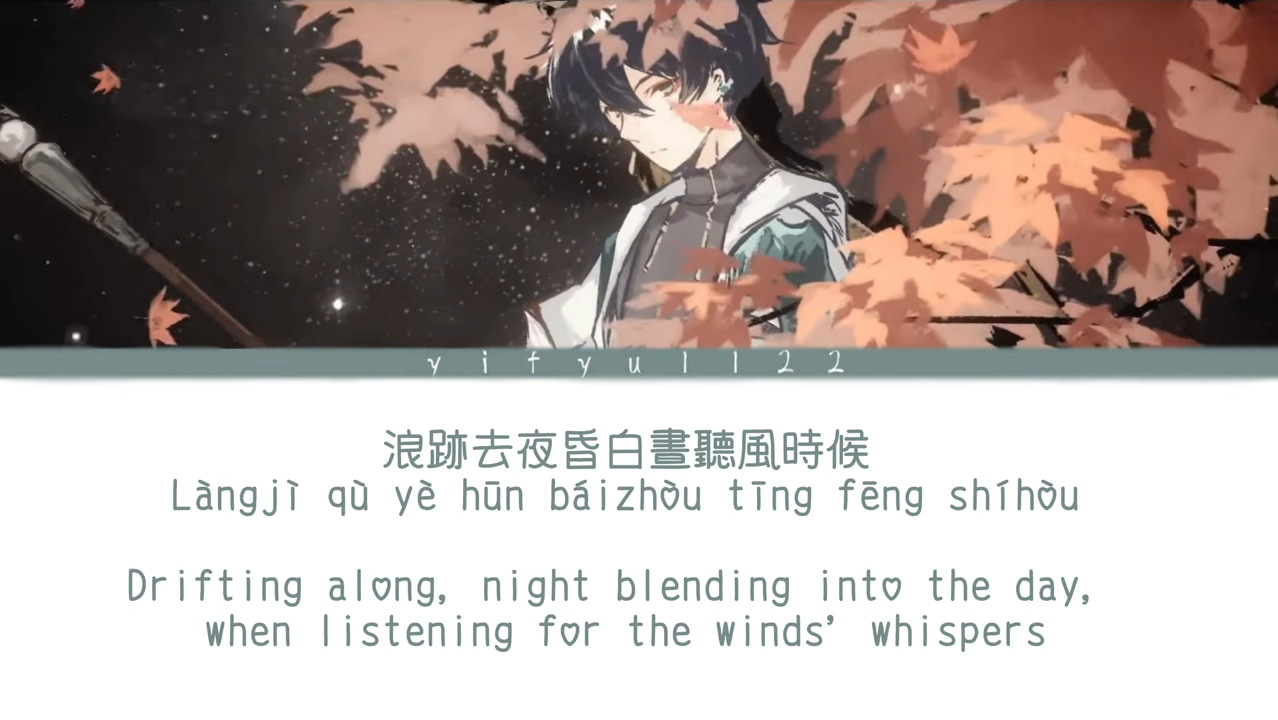 yifyu1122
浪跡去夜昏白晝聽風時候
Làngjì qù yè hūn báizhòu tīng fēng shíhòu
Drifting along, night blending into the day,
when listening for the winds' whispers